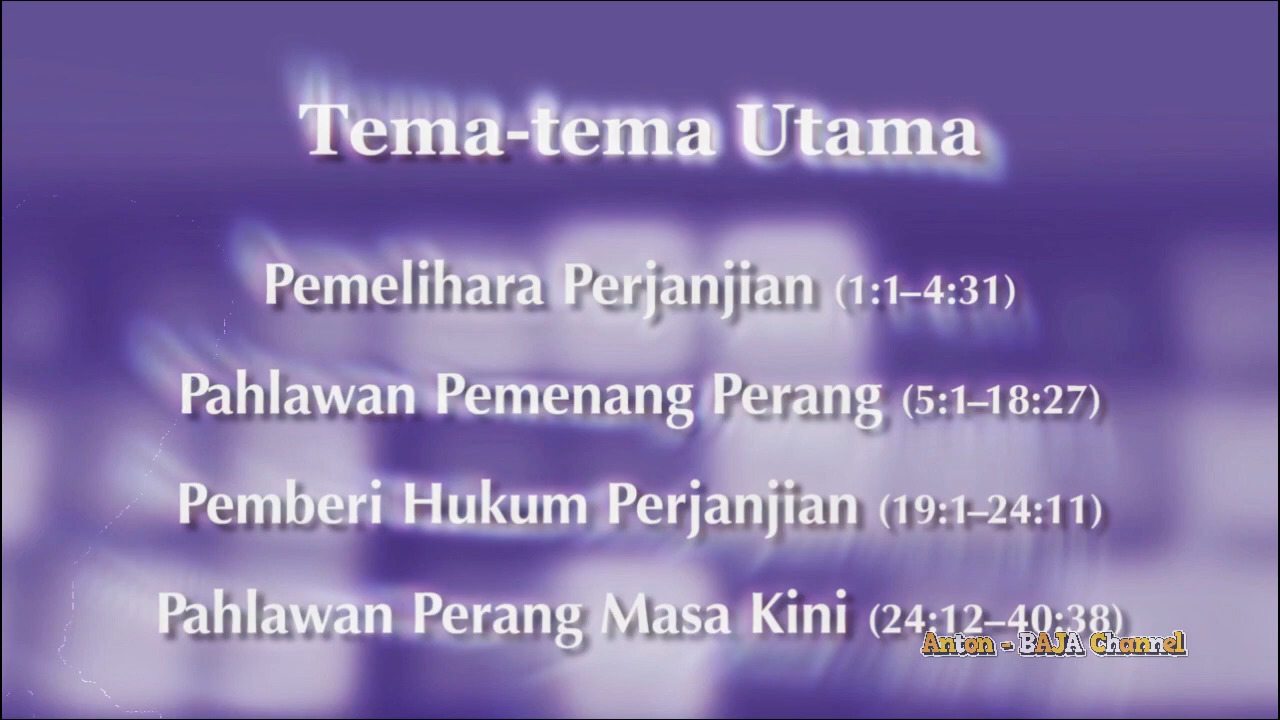 Tema-tema Utama
Pemelihara Perjanjian (1:1–4:31)
Pahlawan Pemenang Perang (5:1–18:27)
Pemberi Hukum Perjanjian (19:1–24:11)
Pahlawan Perang Masa Kini (24:12–40:38)
Anton - BAJA Channel